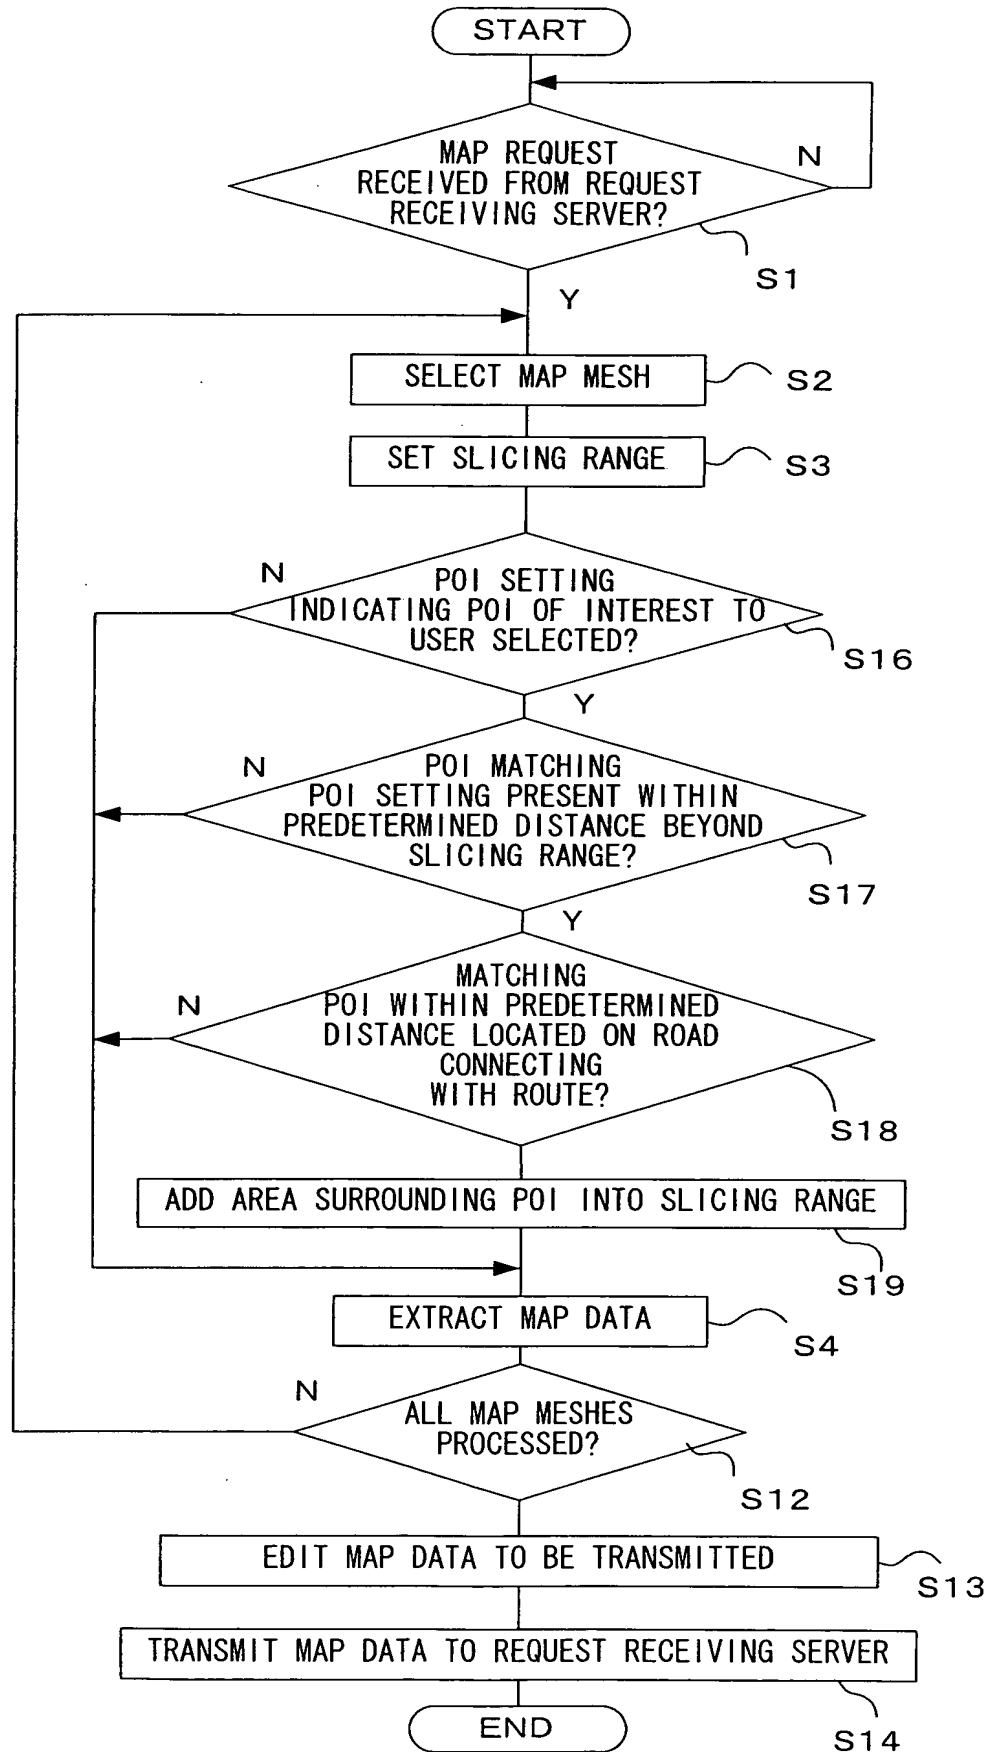 START
MAP REQUEST
RECEIVED FROM REQUEST
RECEIVING SERVER?
N
S1
Y
SELECT MAP MESH
S2
SET SLICING RANGE
S3
N
POI SETTING
INDICATING POI OF INTEREST TO
USER SELECTED?
S16
Y
N
POI MATCHING
POI SETTING PRESENT WITHIN
PREDETERMINED DISTANCE BEYOND
SLICING RANGE?
S17
Y
N
MATCHING
POI WITHIN PREDETERMINED
DISTANCE LOCATED ON ROAD
CONNECTING
WITH ROUTE?
S18
ADD AREA SURROUNDING POI INTO SLICING RANGE
S19
EXTRACT MAP DATA
S4
N
ALL MAP MESHES
PROCESSED?
S12
EDIT MAP DATA TO BE TRANSMITTED
S13
TRANSMIT MAP DATA TO REQUEST RECEIVING SERVER
S14
END